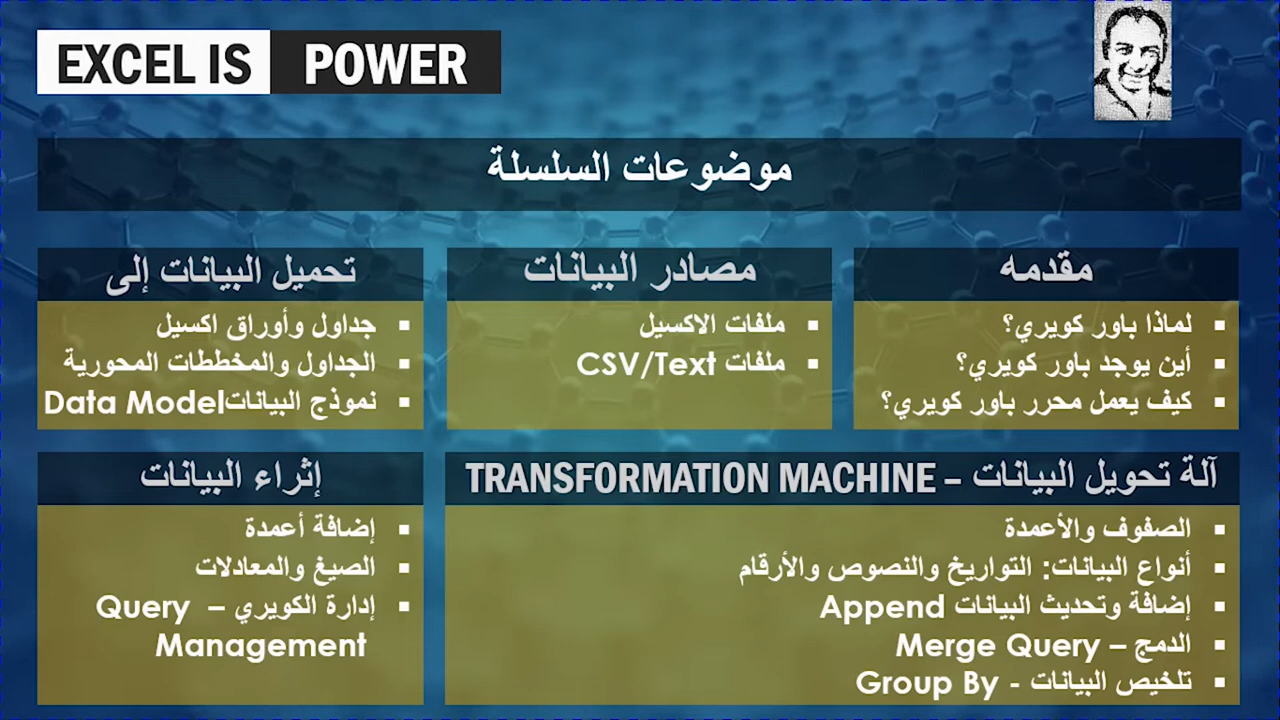 EXCEL IS POWER
موضوعات السلسلة
مقدمه
لماذا باور كويري؟
أين يوجد باور كويري؟
كيف يعمل محرر باور كويري؟
مصادر البيانات
ملفات الاكسيل
ملفات CSV/Text
تحميل البيانات إلى
جداول وأوراق اكسيل
الجداول والمخططات المحورية
نموذج البياناتData Model
آلة تحويل البيانات – TRANSFORMATION MACHINE
الصفوف والأعمدة
أنواع البيانات: التواريخ والنصوص والأرقام
إضافة وتحديث البيانات Append
الدمج – Merge Query
تلخيص البيانات - Group By
إثراء البيانات
إضافة أعمدة
الصيغ والمعادلات
إدارة الكويري – Query
Management